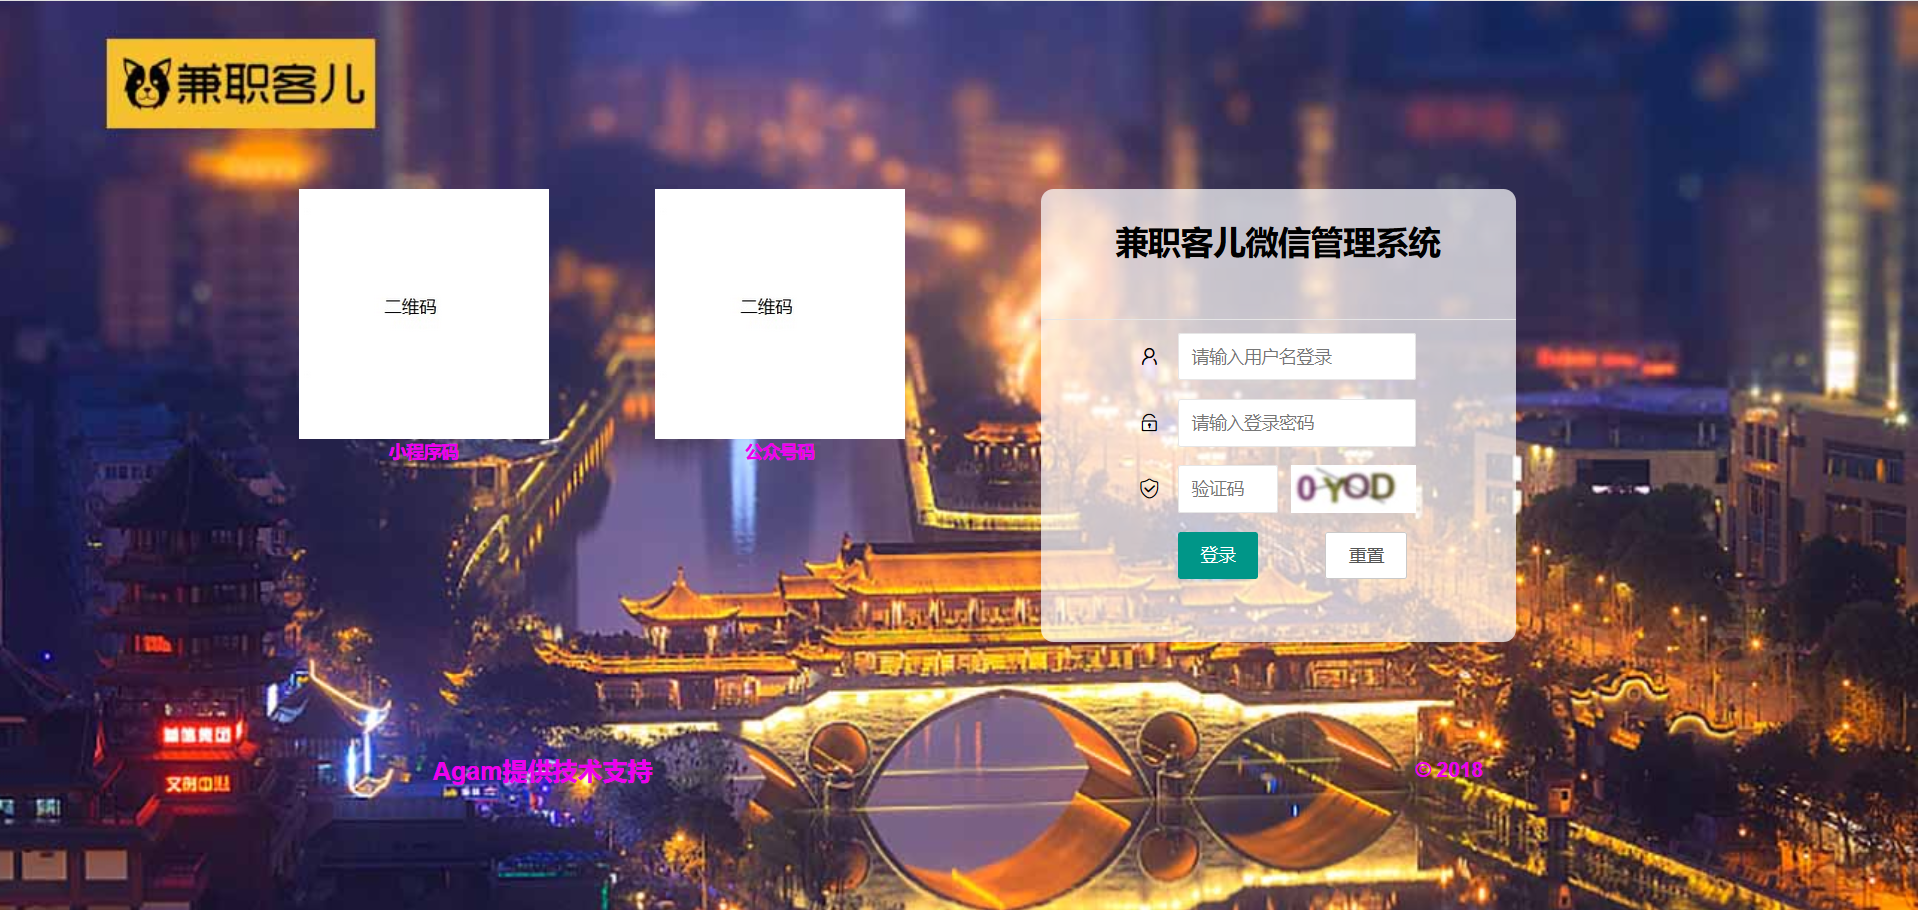 兼职客儿
二维码
二维码
小程序码
公众号码
兼职客儿微信管理系统
请输入用户名登录
请输入登录密码
验证码
0YOD
登录
重置
Agam提供技术支持
© 2018